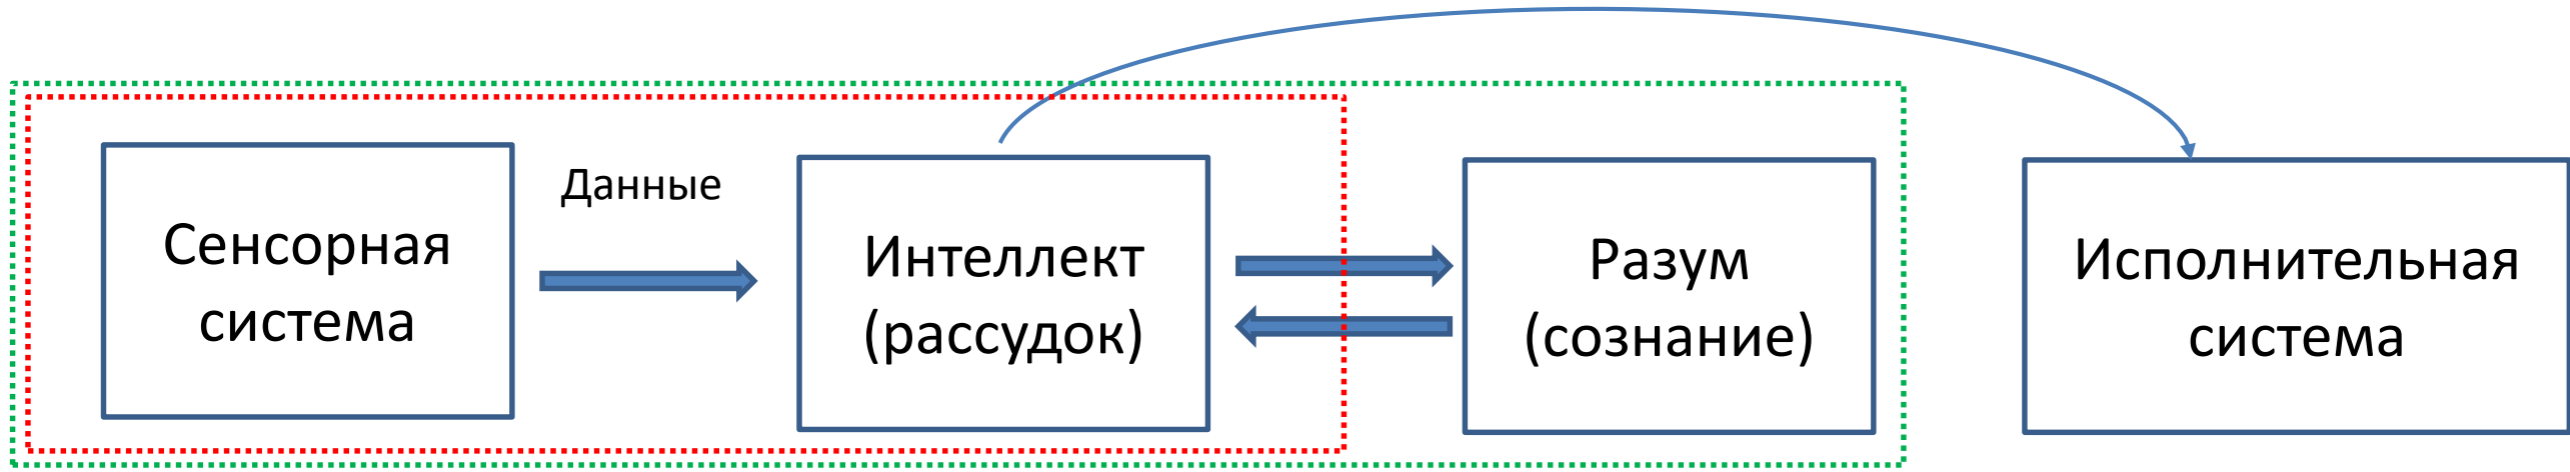 Сенсорная
система
Данные
Интеллект
(рассудок)
Разум
(сознание)
Исполнительная
система